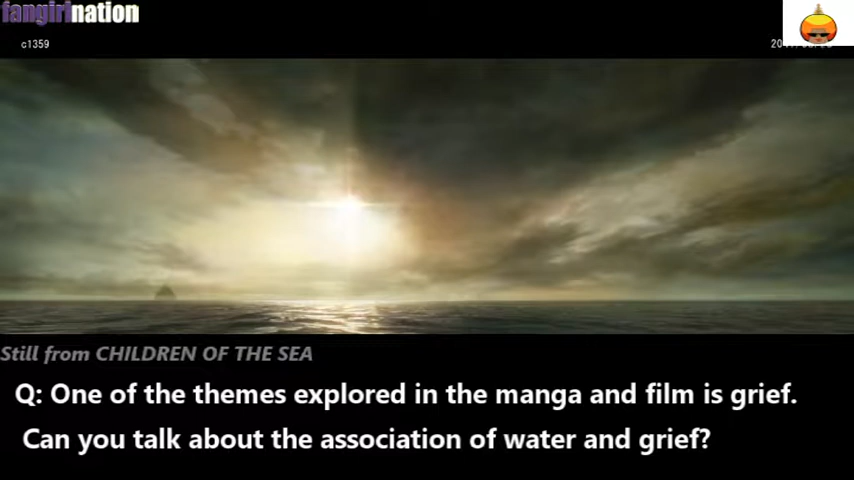 fangirlnation
c1359
Still from CHILDREN OF THE SEA
Q: One of the themes explored in the manga and film is grief.
Can you talk about the association of water and grief?